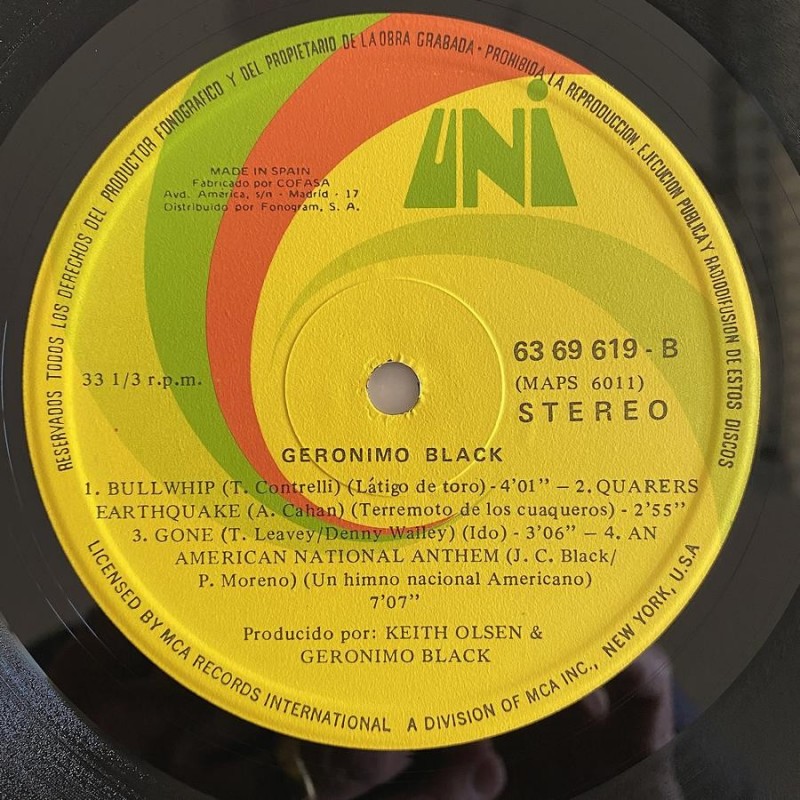 RESERVADOS TODOS LOS DERECHOS DEL PRODUCTOR FONOGRAFICO Y DEL PROPIETARIO DE LA OBRA GRABADA · PROHIBIDA LA REPRODUCCION, EJECUCION PUBLICA Y RADIODIFUSION DE ESTOS DISCOS
UNI
MADE IN SPAIN
Fabricado por COFASA
Avd. América, s/n - Madrid - 17
Distribuido por Fonogram, S. A.
33 1/3 r.p.m.
63 69 619 - B
(MAPS 6011)
STEREO
GERONIMO BLACK
1. BULLWHIP (T. Contrelli) (Látigo de toro) - 4'01" — 2. QUARERS
EARTHQUAKE (A. Cahan) (Terremoto de los cuaqueros) - 2'55"
3. GONE (T. Leavey/Denny Walley) (Ido) - 3'06" — 4. AN
AMERICAN NATIONAL ANTHEM (J. C. Black/
P. Moreno) (Un himno nacional Americano)
7'07"
Producido por: KEITH OLSEN &
GERONIMO BLACK
LICENSED BY MCA RECORDS INTERNATIONAL A DIVISION OF MCA INC., NEW YORK, U.S.A